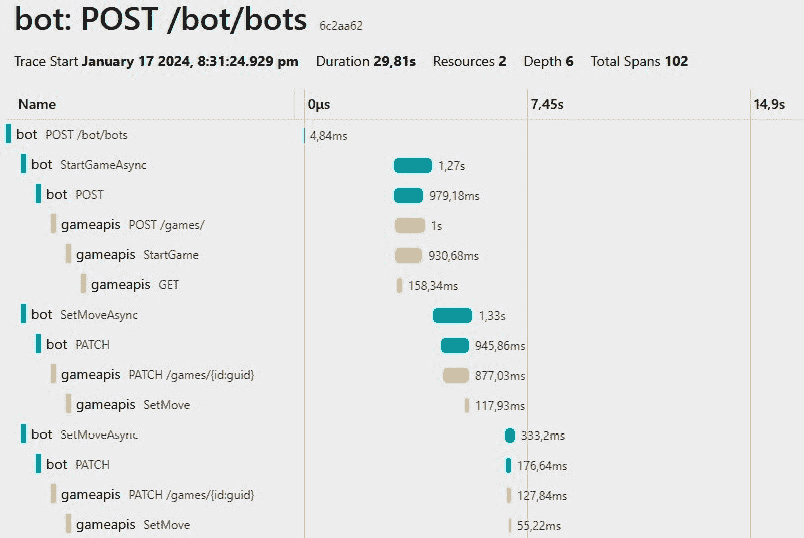 bot: POST /bot/bots 6c2aa62
Trace Start January 17 2024, 8:31:24.929 pm Duration 29,81s Resources 2 Depth 6 Total Spans 102
Name 0µs 7,45s 14,9s
bot POST /bot/bots 4,84ms
bot StartGameAsync 1,27s
bot POST 979,18ms
gameapis POST /games/ 1s
gameapis StartGame 930,68ms
gameapis GET 158,34ms
bot SetMoveAsync 1,33s
bot PATCH 945,86ms
gameapis PATCH /games/{id:guid} 877,03ms
gameapis SetMove 117,93ms
bot SetMoveAsync 333,2ms
bot PATCH 176,64ms
gameapis PATCH /games/{id:guid} 127,84ms
gameapis SetMove 55,22ms